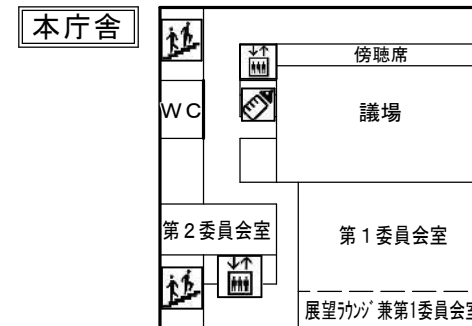 本庁舎
傍聴席
ＷＣ
議場
第２委員会室
第１委員会室
展望ﾗｳﾝｼﾞ兼第1委員会室